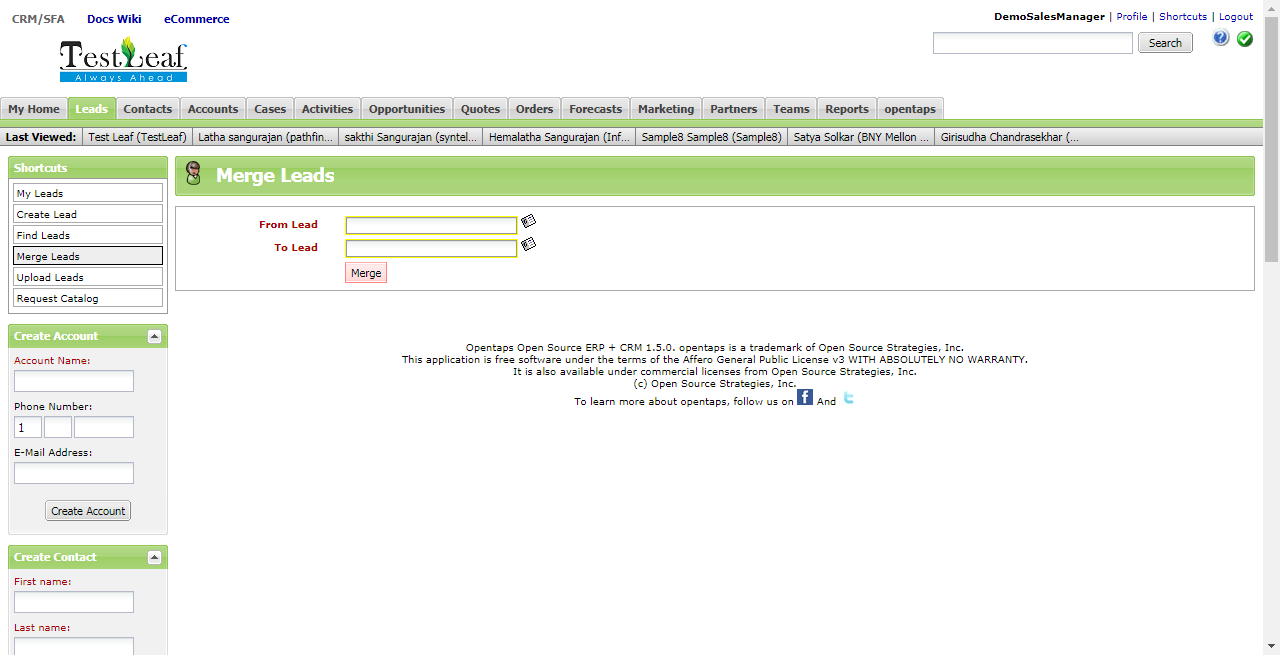 CRM/SFA Docs Wiki eCommerce
DemoSalesManager | Profile | Shortcuts | Logout
TestLeaf
Always Ahead
Search
My Home Leads Contacts Accounts Cases Activities Opportunities Quotes Orders Forecasts Marketing Partners Teams Reports opentaps
Last Viewed: Test Leaf (TestLeaf) Latha sangurajan (pathfin... sakthi Sangurajan (syntel... Hemalatha Sangurajan (Inf... Sample8 Sample8 (Sample8) Satya Solkar (BNY Mellon ... Girisudha Chandrasekhar (...
Shortcuts
My Leads
Create Lead
Find Leads
Merge Leads
Upload Leads
Request Catalog
Create Account
Account Name:
Phone Number:
1
E-Mail Address:
Create Account
Create Contact
First name:
Last name:
Merge Leads
From Lead
To Lead
Merge
Opentaps Open Source ERP + CRM 1.5.0. opentaps is a trademark of Open Source Strategies, Inc.
This application is free software under the terms of the Affero General Public License v3 WITH ABSOLUTELY NO WARRANTY.
It is also available under commercial licenses from Open Source Strategies, Inc.
(c) Open Source Strategies, Inc.
To learn more about opentaps, follow us on f And t